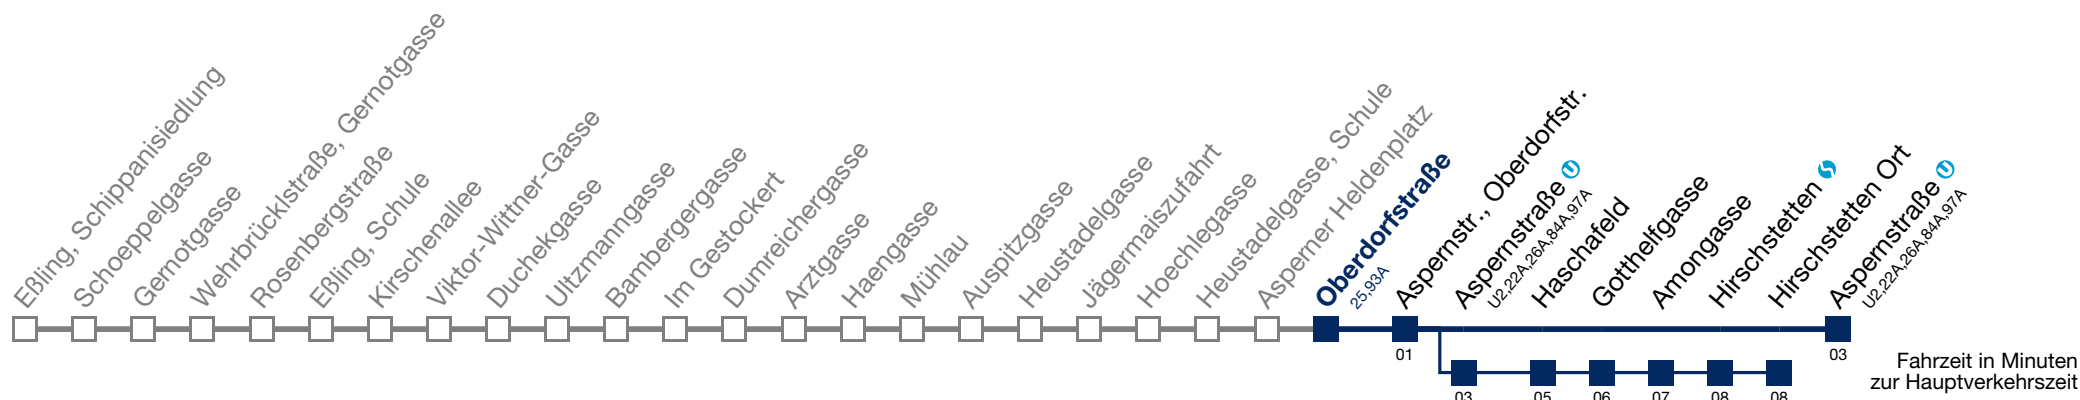 Eßling, Schippanisiedlung
Schoeppelgasse
Gernotgasse
Wehrbrücklstraße, Gernotgasse
Rosenbergstraße
Eßling, Schule
Kirschenallee
Viktor-Wittner-Gasse
Duchekgasse
Ultzmanngasse
Bambergergasse
Im Gestockert
Dumreichergasse
Arztgasse
Haengasse
Mühlau
Auspitzgasse
Heustadelgasse
Jägermaiszufahrt
Hoechlegasse
Heustadelgasse, Schule
Asperner Heldenplatz
Oberdorfstraße
25,93A
Aspernstr., Oberdorfstr.
Aspernstraße U
U2,22A,26A,84A,97A
Haschafeld
Gotthelfgasse
Amongasse
Hirschstetten
Hirschstetten Ort
Aspernstraße U
U2,22A,26A,84A,97A
01
03
03
05
06
07
08
08
Fahrzeit in Minuten
zur Hauptverkehrszeit